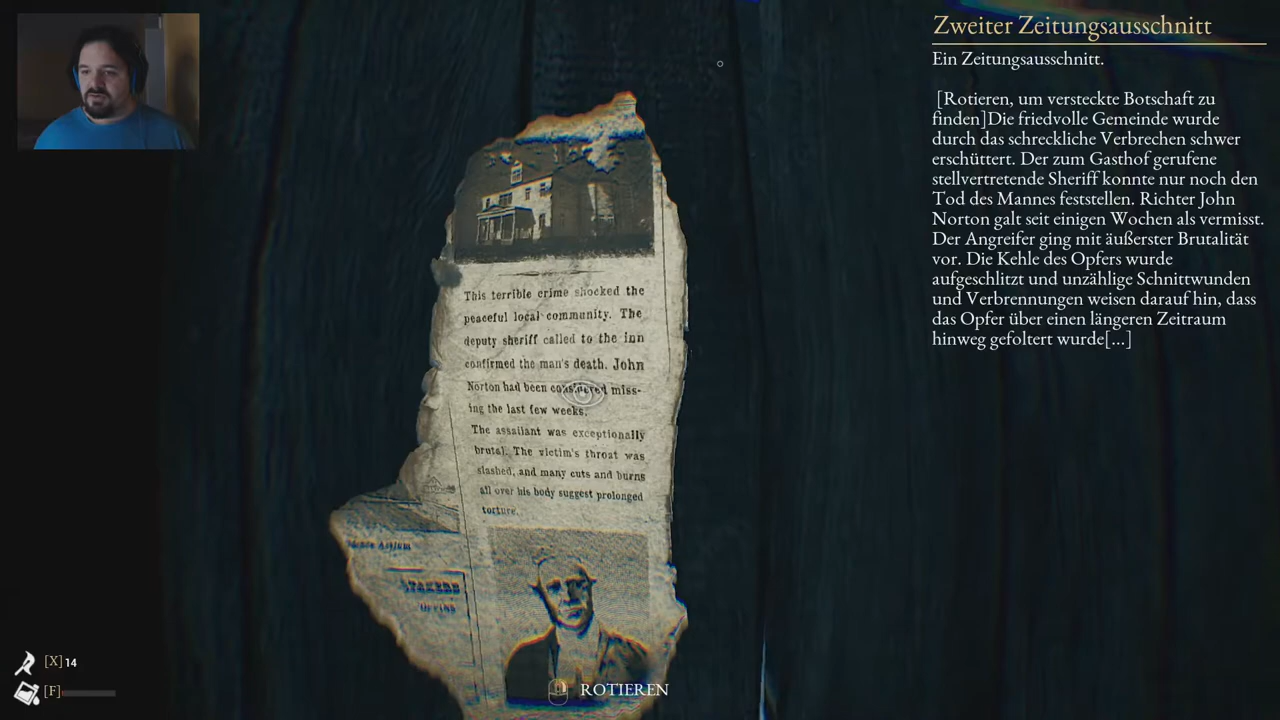 Zweiter Zeitungsausschnitt
Ein Zeitungsausschnitt.
[Rotieren, um versteckte Botschaft zu
finden]Die friedvolle Gemeinde wurde
durch das schreckliche Verbrechen schwer
erschüttert. Der zum Gasthof gerufene
stellvertretende Sheriff konnte nur noch den
Tod des Mannes feststellen. Richter John
Norton galt seit einigen Wochen als vermisst.
Der Angreifer ging mit äußerster Brutalität
vor. Die Kehle des Opfers wurde
aufgeschlitzt und unzählige Schnittwunden
und Verbrennungen weisen darauf hin, dass
das Opfer über einen längeren Zeitraum
hinweg gefoltert wurde[...]
This terrible crime shocked the
peaceful local community. The
deputy sheriff called to the inn
confirmed the man's death. John
Norton had been considered miss-
ing the last few weeks.
The assailant was exceptionally
brutal. The victim's throat was
slashed, and many cuts and burns
all over his body suggest prolonged
torture.
Asylum
[X] 14
[F]
ROTIEREN